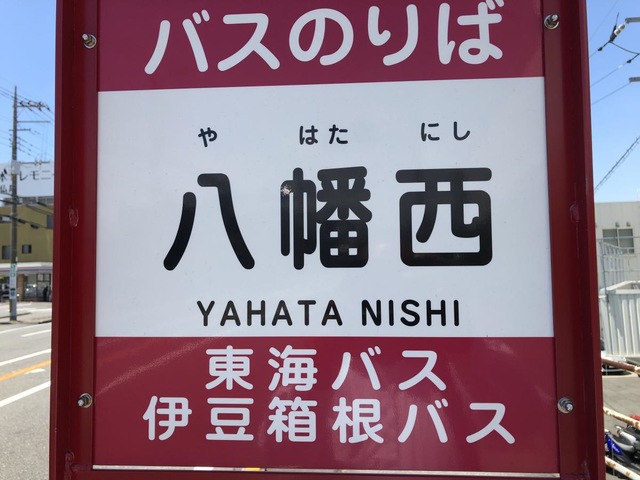 バスのりば
や はた にし
八幡西
YAHATA NISHI
東海バス
伊豆箱根バス